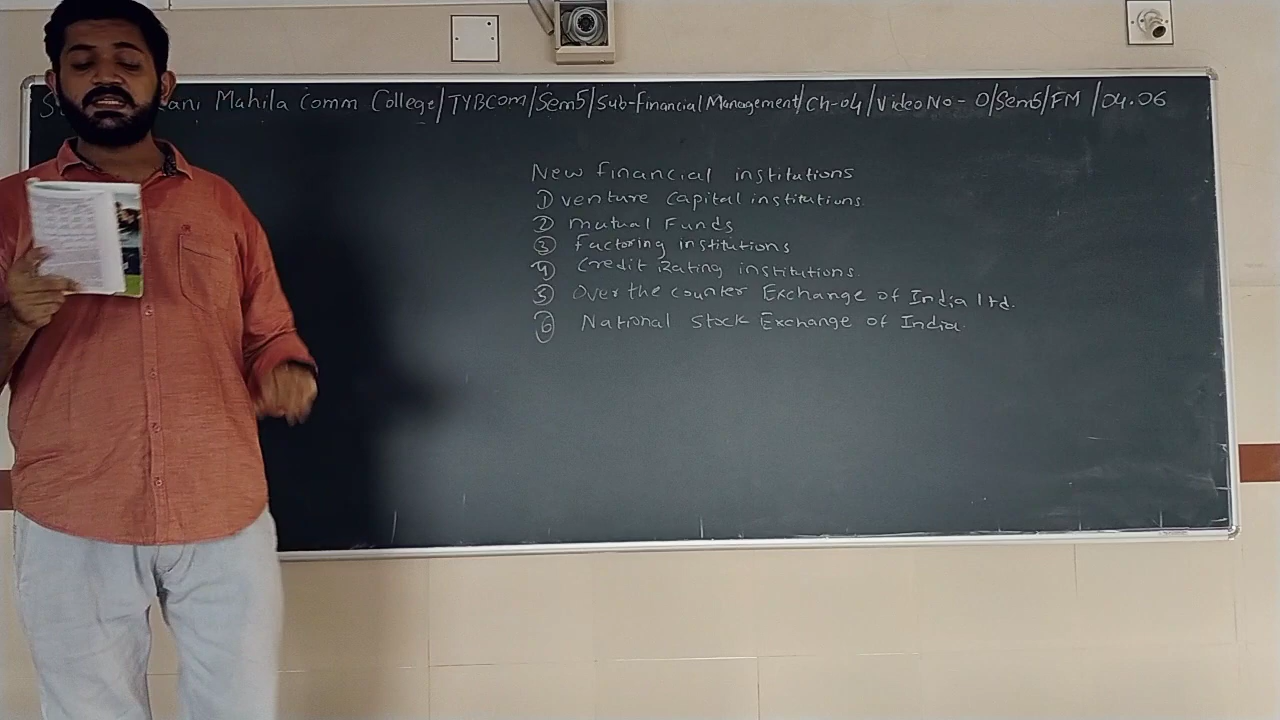 ani Mahila Comm College/TYBCom/Sem5/Sub-Financial Management/Ch-04/Video No - O/Sem5/FM /04.06
New financial institutions
① venture capital institutions
② mutual Funds
③ factoring institutions
④ Credit Rating institutions
⑤ Over the counter Exchange of India ltd.
⑥ National Stock Exchange of India.